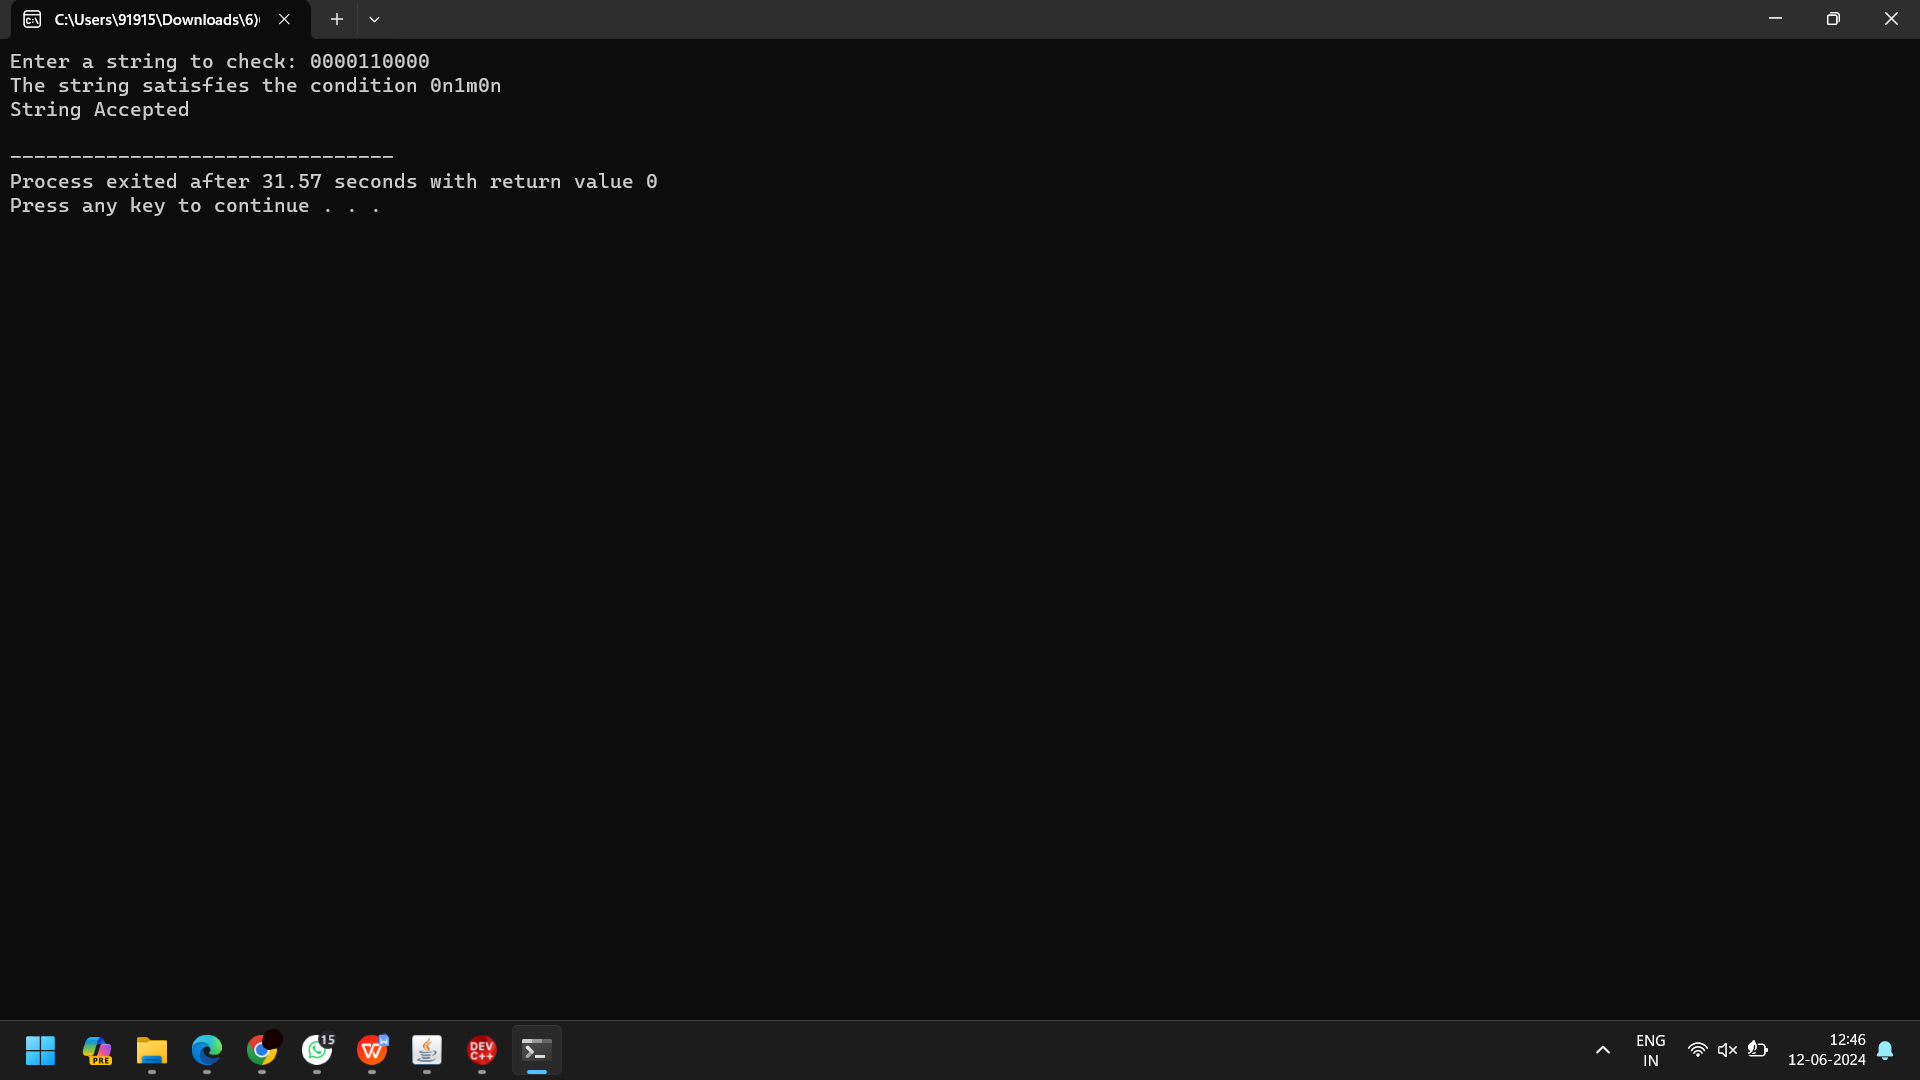 C:\Users\91915\Downloads\6)
Enter a string to check: 0000110000
The string satisfies the condition 0n1m0n
String Accepted
--------------------------------
Process exited after 31.57 seconds with return value 0
Press any key to continue . . .
PRE
15
W
DEV
C++
ENG
IN
12:46
12-06-2024